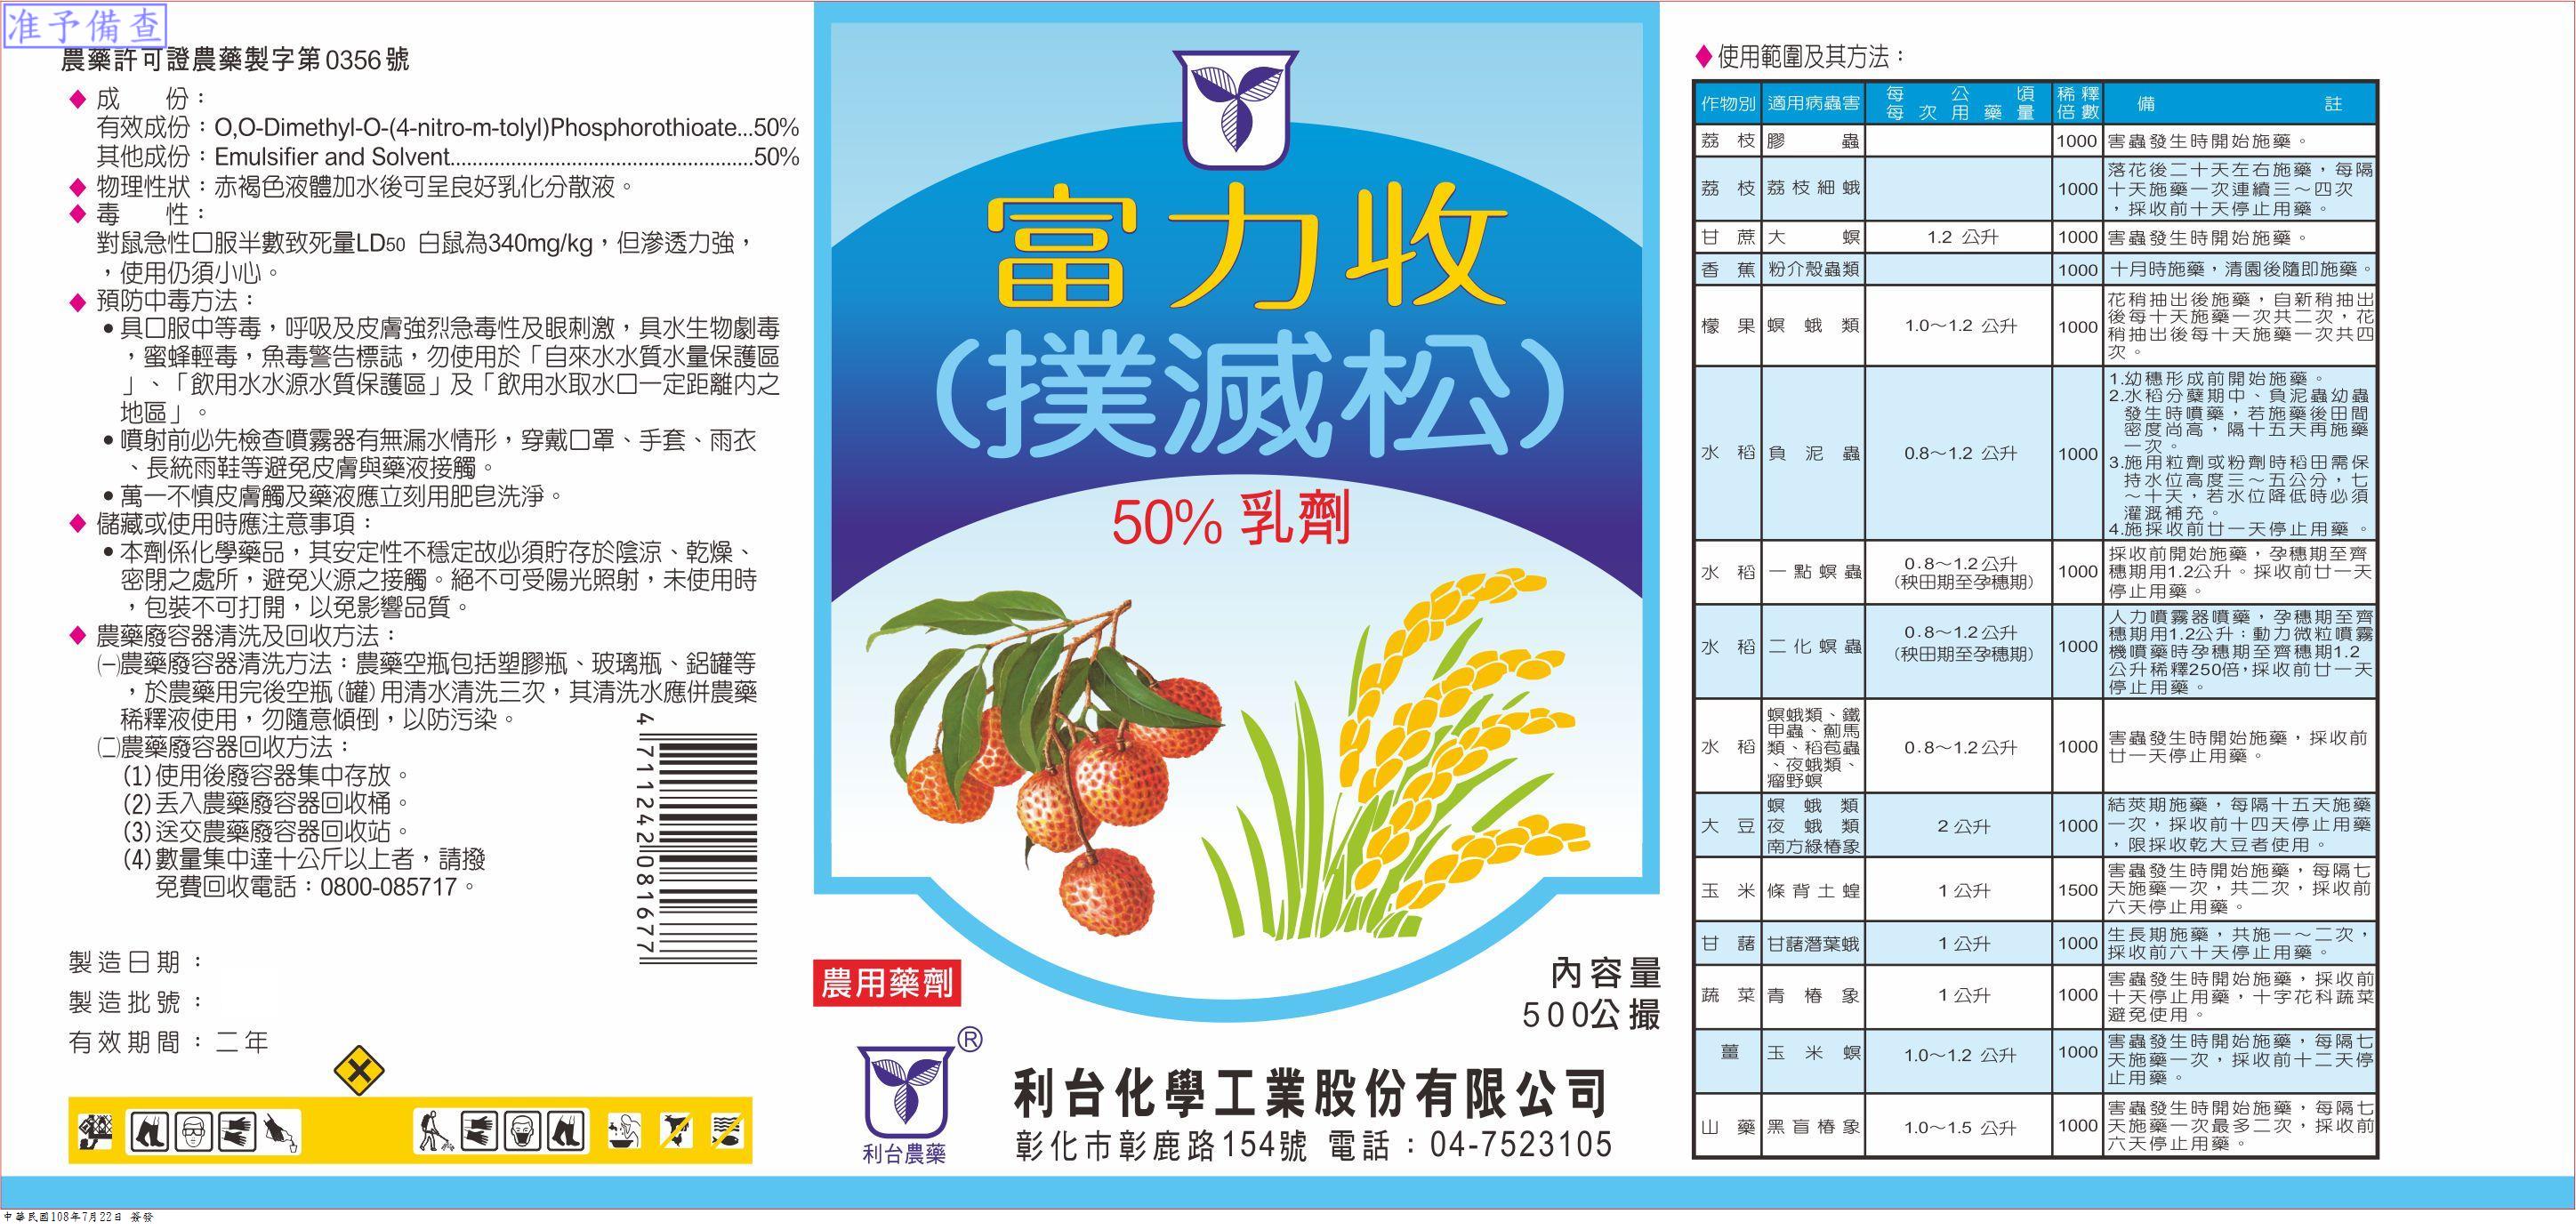 准予備查
農藥許可證農藥製字第0356號
◆ 成　份：
有效成份：O,O-Dimethyl-O-(4-nitro-m-tolyl)Phosphorothioate...50%
其他成份：Emulsifier and Solvent........................................................50%
◆ 物理性狀：赤褐色液體加水後可呈良好乳化分散液。
◆ 毒　性：
對鼠急性口服半數致死量LD50 白鼠為340mg/kg，但滲透力強，
，使用仍須小心。
◆ 預防中毒方法：
•具口服中等毒，呼吸及皮膚強烈急毒性及眼刺激，具水生物劇毒
，蜜蜂輕毒，魚毒警告標誌，勿使用於「自來水水質水量保護區
」、「飲用水水源水質保護區」及「飲用水取水口一定距離內之
地區」。
•噴射前必先檢查噴霧器有無漏水情形，穿戴口罩、手套、雨衣
、長統雨鞋等避免皮膚與藥液接觸。
•萬一不慎皮膚觸及藥液應立刻用肥皂洗淨。
◆ 儲藏或使用時應注意事項：
•本劑係化學藥品，其安定性不穩定故必須貯存於陰涼、乾燥、
密閉之處所，避免火源之接觸。絕不可受陽光照射，未使用時
，包裝不可打開，以免影響品質。
◆ 農藥廢容器清洗及回收方法：
㈠農藥廢容器清洗方法：農藥空瓶包括塑膠瓶、玻璃瓶、鋁罐等
，於農藥用完後空瓶(罐)用清水清洗三次，其清洗水應併農藥
稀釋液使用，勿隨意傾倒，以防污染。
㈡農藥廢容器回收方法：
(1)使用後廢容器集中存放。
(2)丟入農藥廢容器回收桶。
(3)送交農藥廢容器回收站。
(4)數量集中達十公斤以上者，請撥
免費回收電話：0800-085717。
4 711242 081677
製造日期：
製造批號：
有效期間：二年
富力收
(撲滅松)
50% 乳劑
農用藥劑
內容量
500公撮
®
利台農藥
利台化學工業股份有限公司
彰化市彰鹿路154號 電話：04-7523105
◆使用範圍及其方法：
作物別 適用病蟲害 每公頃 稀釋 備註
每次用藥量 倍數
荔枝 膠蟲 1000 害蟲發生時開始施藥。
落花後二十天左右施藥，每隔
荔枝 荔枝細蛾 1000 十天施藥一次連續三～四次
，採收前十天停止用藥。
甘蔗 大螟 1.2 公升 1000 害蟲發生時開始施藥。
香蕉 粉介殼蟲類 1000 十月時施藥，清園後隨即施藥。
花稍抽出後施藥，自新稍抽出
檬果 螟蛾類 1.0～1.2 公升 1000 後每十天施藥一次共二次，花
稍抽出後每十天施藥一次共四
次。
1.幼穗形成前開始施藥。
2.水稻分蘗期中、負泥蟲幼蟲
發生時噴藥，若施藥後田間
密度尚高，隔十五天再施藥
一次。
水稻 負泥蟲 0.8～1.2 公升 1000
3.施用粒劑或粉劑時稻田需保
持水位高度三～五公分，七
～十天，若水位降低時必須
灌溉補充。
4.施採收前廿一天停止用藥 。
採收前開始施藥，孕穗期至齊
水稻 一點螟蟲 0.8～1.2公升 (秧田期至孕穗期) 1000 穗期用1.2公升。採收前廿一天
停止用藥。
人力噴霧器噴藥，孕穗期至齊
穗期用1.2公升：動力微粒噴霧
水稻 二化螟蟲 0.8～1.2公升 (秧田期至孕穗期) 1000 機噴藥時孕穗期至齊穗期1.2
公升稀釋250倍，採收前廿一天
停止用藥。
螟蛾類、鐵
甲蟲、薊馬
水稻 類、稻苞蟲 0.8～1.2公升 1000 害蟲發生時開始施藥，採收前
、夜蛾類、 廿一天停止用藥。
瘤野螟
螟蛾類 結莢期施藥，每隔十五天施藥
大豆 夜蛾類 2公升 1000 一次，採收前十四天停止用藥
南方綠椿象 ，限採收乾大豆者使用。
害蟲發生時開始施藥，每隔七
玉米 條背土蝗 1公升 1500 天施藥一次，共二次，採收前
六天停止用藥。
甘藷 甘藷潛葉蛾 1公升 1000 生長期施藥，共施一～二次，
採收前六十天停止用藥。
害蟲發生時開始施藥，採收前
蔬菜 青椿象 1公升 1000 十天停止用藥，十字花科蔬菜
避免使用。
害蟲發生時開始施藥，每隔七
薑 玉米螟 1.0～1.2 公升 1000 天施藥一次，採收前十二天停
止用藥。
害蟲發生時開始施藥，每隔七
山藥 黑盲椿象 1.0～1.5 公升 1000 天施藥一次最多二次，採收前
六天停止用藥。
中華民國108年7月22日 簽發